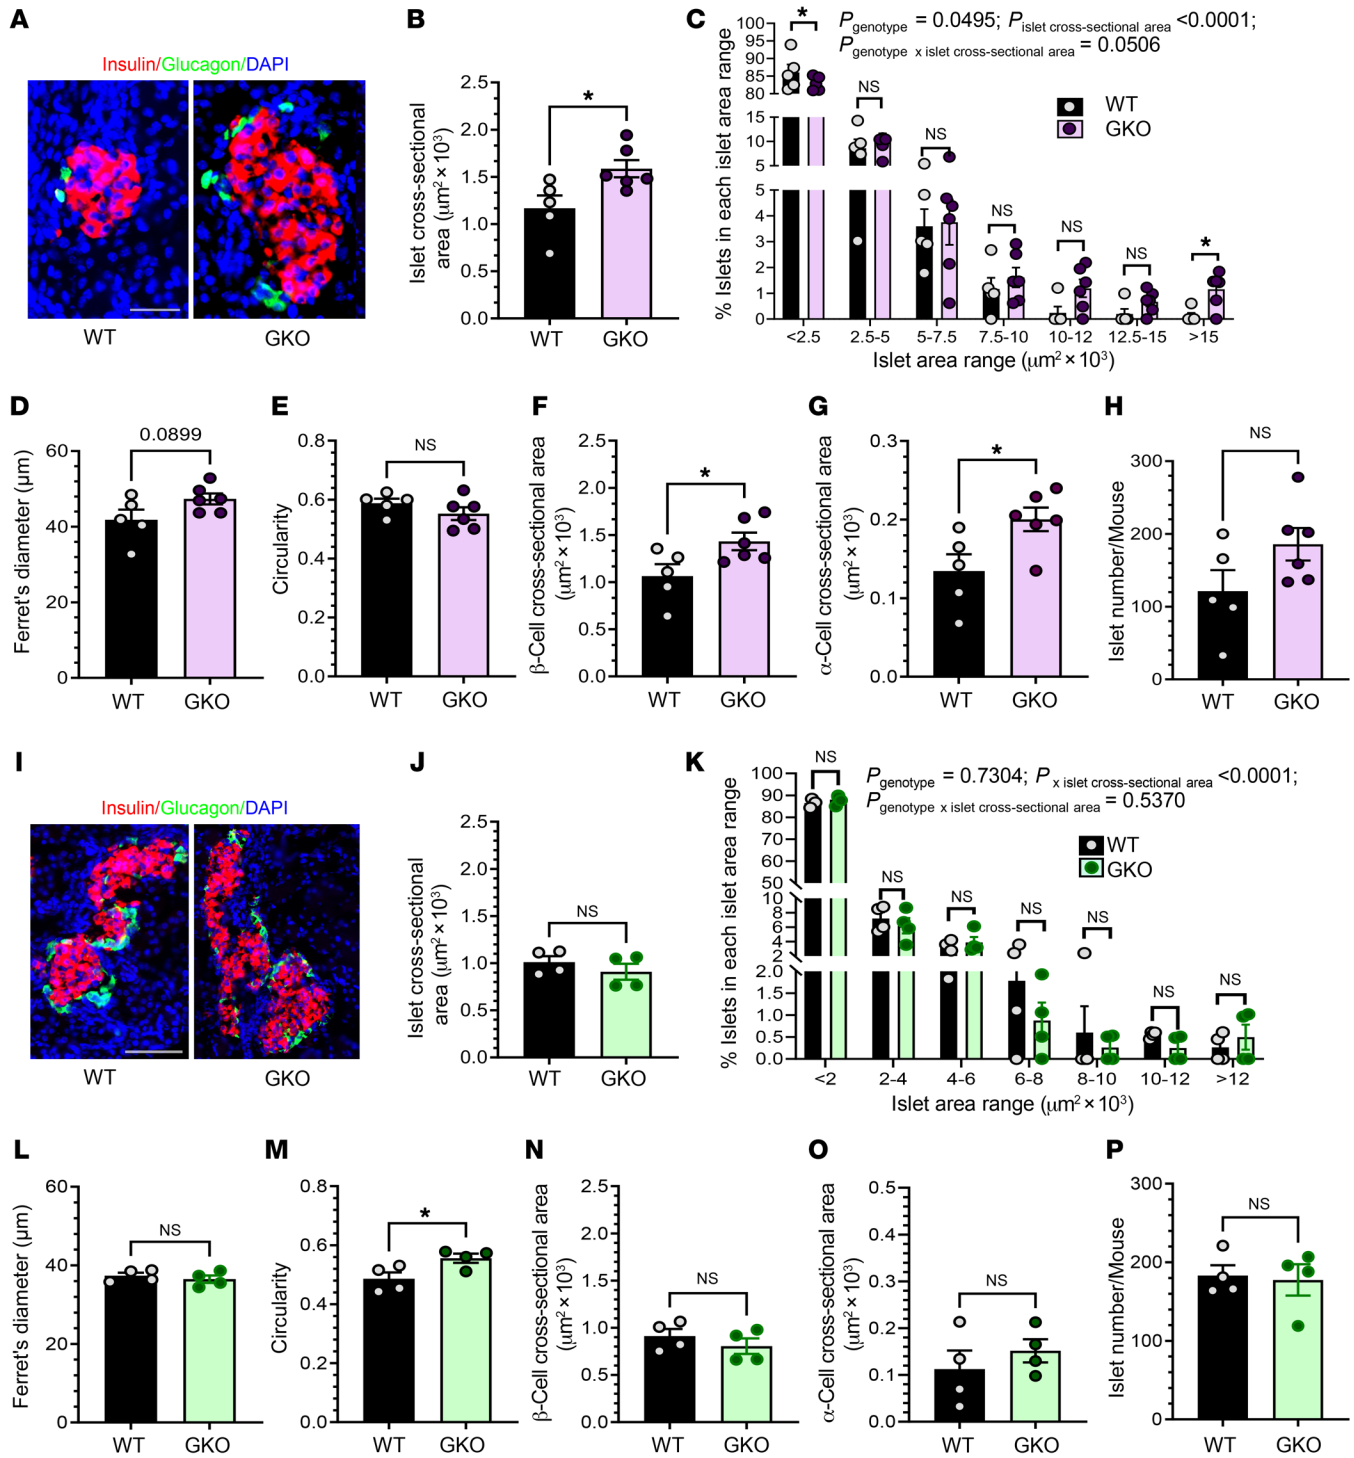 A
Insulin/Glucagon/DAPI
WT
GKO
B
Islet cross-sectional
area (μm² × 10³)
2.5
2.0
1.5
1.0
0.5
0.0
*
WT
GKO
C
P genotype = 0.0495; P islet cross-sectional area <0.0001;
P genotype x islet cross-sectional area = 0.0506
% Islets in each islet area range
100
95
90
85
80
15
10
5
5
4
3
2
1
0
*
NS
NS
NS
NS
NS
*
WT
GKO
<2.5
2.5-5
5-7.5
7.5-10
10-12
12.5-15
>15
Islet area range (μm² × 10³)
D
Ferret's diameter (μm)
60
40
20
0
0.0899
WT
GKO
E
Circularity
0.8
0.6
0.4
0.2
0.0
NS
WT
GKO
F
β-Cell cross-sectional area
(μm² × 10³)
2.5
2.0
1.5
1.0
0.5
0.0
*
WT
GKO
G
α-Cell cross-sectional area
(μm² × 10³)
0.3
0.2
0.1
0.0
*
WT
GKO
H
Islet number/Mouse
300
200
100
0
NS
WT
GKO
I
Insulin/Glucagon/DAPI
WT
GKO
J
Islet cross-sectional
area (μm² × 10³)
2.5
2.0
1.5
1.0
0.5
0.0
NS
WT
GKO
K
P genotype = 0.7304; P x islet cross-sectional area <0.0001;
P genotype x islet cross-sectional area = 0.5370
% Islets in each islet area range
100
90
80
70
60
50
10
8
6
4
2
2.0
1.5
1.0
0.5
0.0
NS
NS
NS
NS
NS
NS
NS
WT
GKO
<2
2-4
4-6
6-8
8-10
10-12
>12
Islet area range (μm² × 10³)
L
Ferret's diameter (μm)
60
40
20
0
NS
WT
GKO
M
Circularity
0.8
0.6
0.4
0.2
0.0
*
WT
GKO
N
β-Cell cross-sectional area
(μm² × 10³)
2.5
2.0
1.5
1.0
0.5
0.0
NS
WT
GKO
O
α-Cell cross-sectional area
(μm² × 10³)
0.5
0.4
0.3
0.2
0.1
0.0
NS
WT
GKO
P
Islet number/Mouse
300
200
100
0
NS
WT
GKO